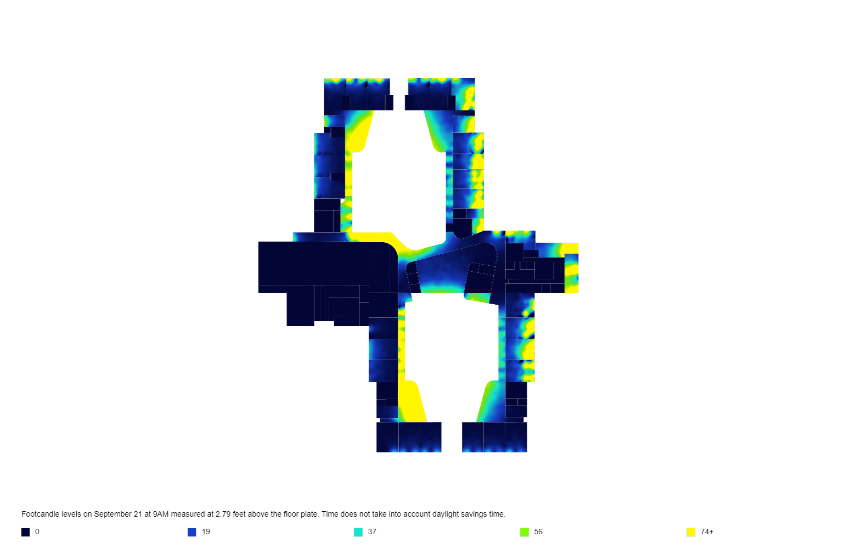 Footcandle levels on September 21 at 9AM measured at 2.79 feet above the floor plate. Time does not take into account daylight savings time.
0 19 37 56 74+